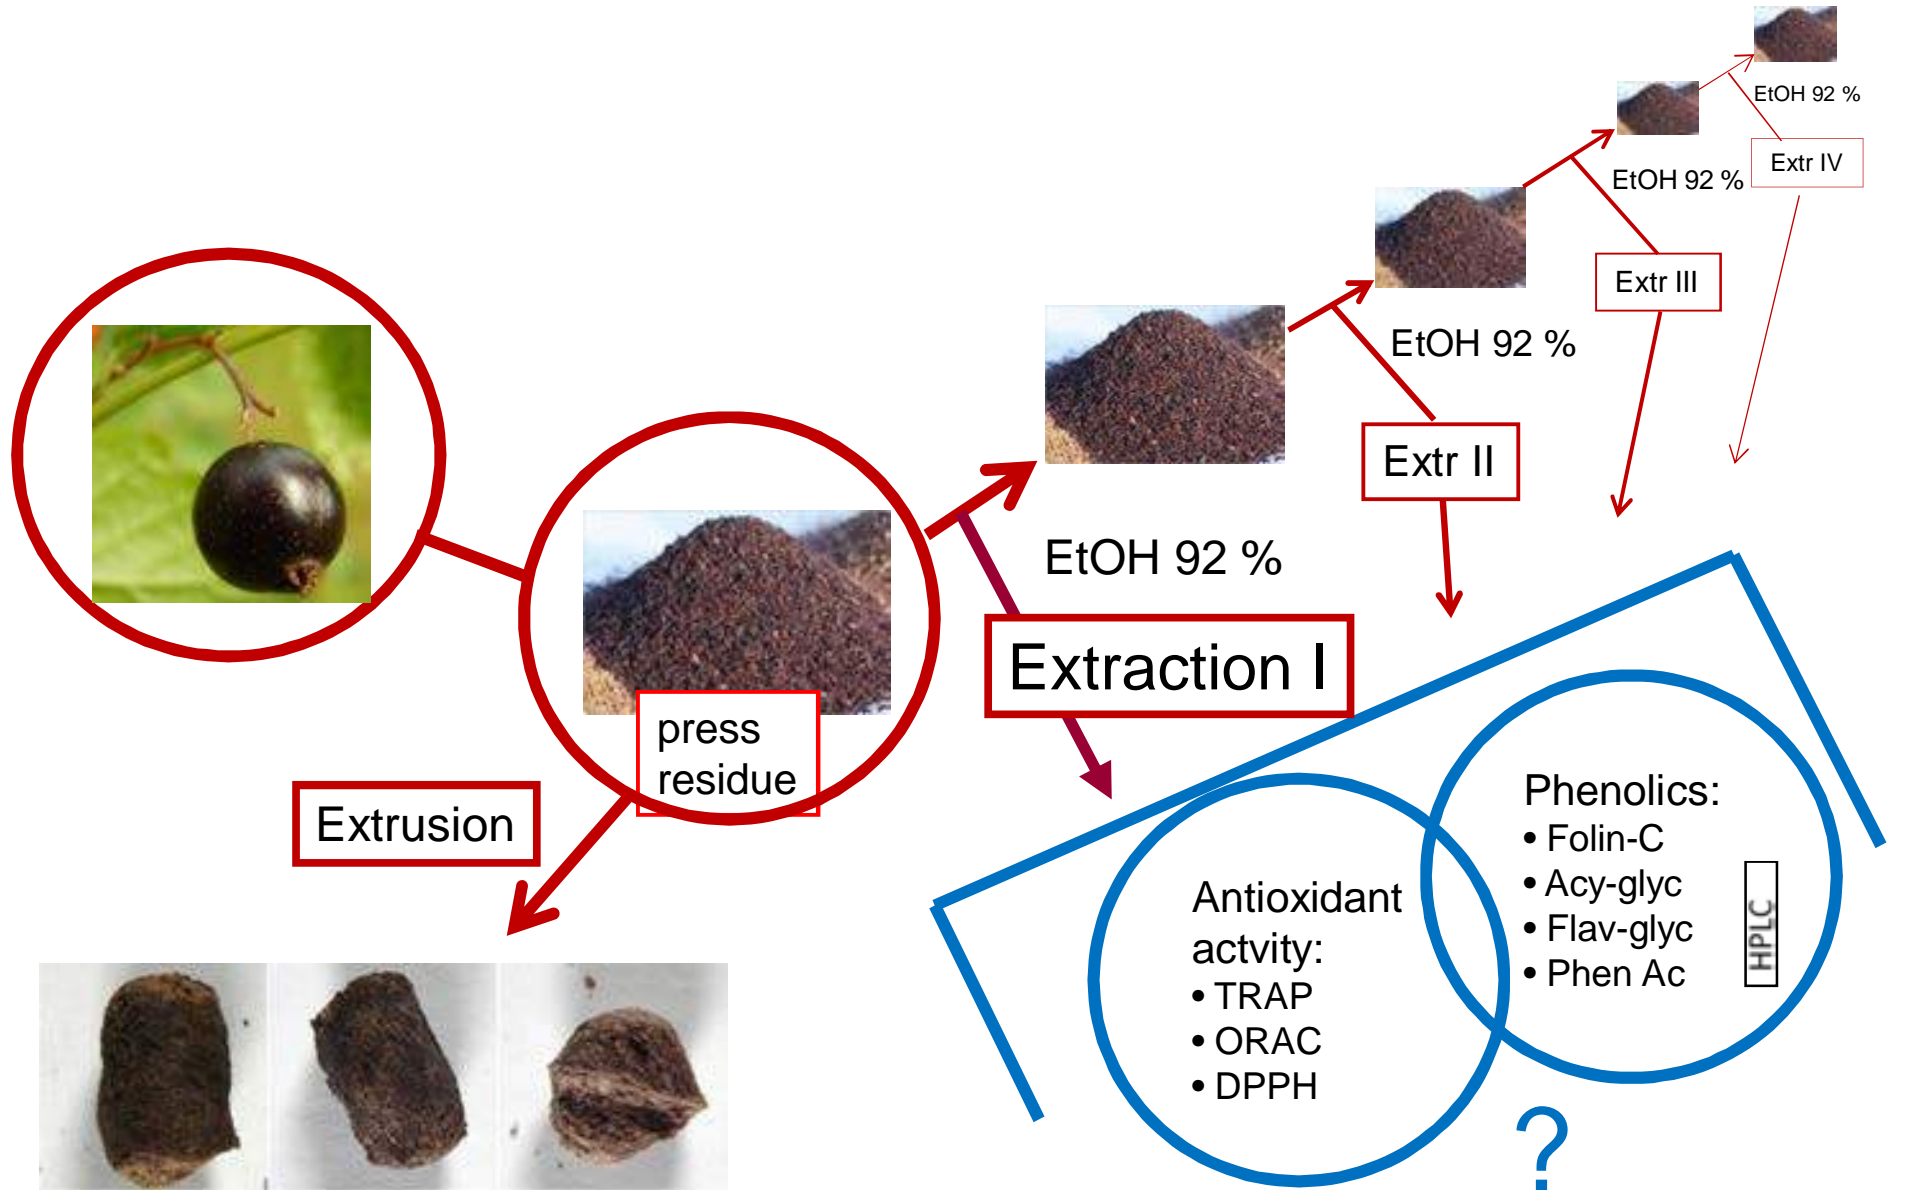 EtOH 92 %
Extr IV
EtOH 92 %
Extr III
EtOH 92 %
Extr II
EtOH 92 %
Extraction I
press
residue
Extrusion
Phenolics:
• Folin-C
• Acy-glyc
• Flav-glyc
• Phen Ac
HPLC
Antioxidant
actvity:
• TRAP
• ORAC
• DPPH
?